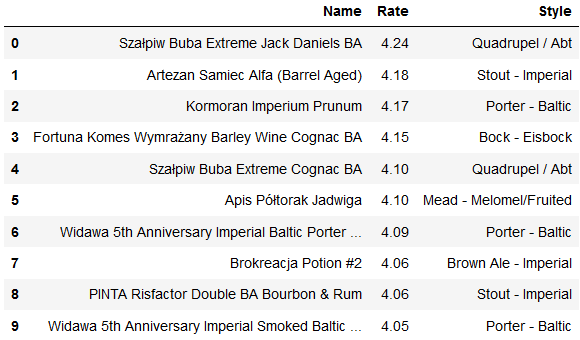 Name Rate Style
0 Szałpiw Buba Extreme Jack Daniels BA 4.24 Quadrupel / Abt
1 Artezan Samiec Alfa (Barrel Aged) 4.18 Stout - Imperial
2 Kormoran Imperium Prunum 4.17 Porter - Baltic
3 Fortuna Komes Wymrażany Barley Wine Cognac BA 4.15 Bock - Eisbock
4 Szałpiw Buba Extreme Cognac BA 4.10 Quadrupel / Abt
5 Apis Półtorak Jadwiga 4.10 Mead - Melomel/Fruited
6 Widawa 5th Anniversary Imperial Baltic Porter ... 4.09 Porter - Baltic
7 Brokreacja Potion #2 4.06 Brown Ale - Imperial
8 PINTA Risfactor Double BA Bourbon & Rum 4.06 Stout - Imperial
9 Widawa 5th Anniversary Imperial Smoked Baltic ... 4.05 Porter - Baltic